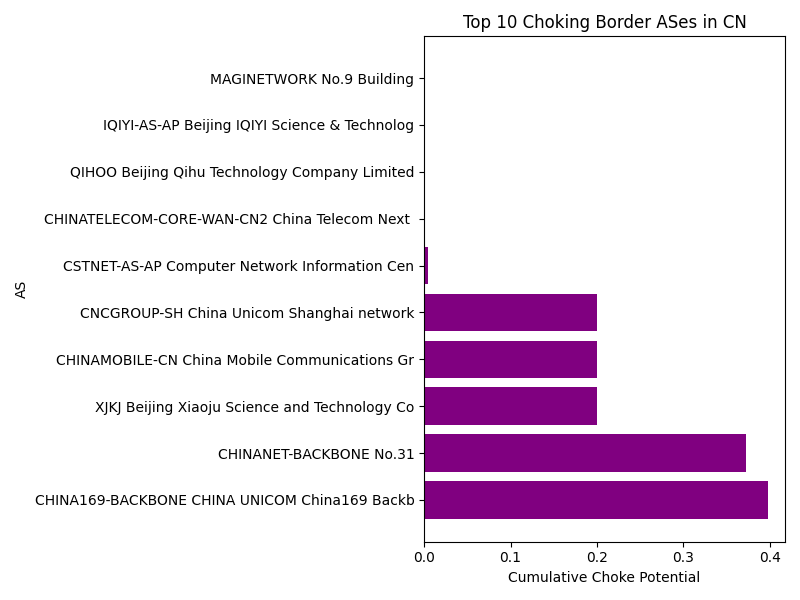 Top 10 Choking Border ASes in CN
MAGINETWORK No.9 Building
IQIYI-AS-AP Beijing IQIYI Science & Technolog
QIHOO Beijing Qihu Technology Company Limited
CHINATELECOM-CORE-WAN-CN2 China Telecom Next
CSTNET-AS-AP Computer Network Information Cen
CNCGROUP-SH China Unicom Shanghai network
CHINAMOBILE-CN China Mobile Communications Gr
XJKJ Beijing Xiaoju Science and Technology Co
CHINANET-BACKBONE No.31
CHINA169-BACKBONE CHINA UNICOM China169 Backb
AS
0.0 0.1 0.2 0.3 0.4
Cumulative Choke Potential